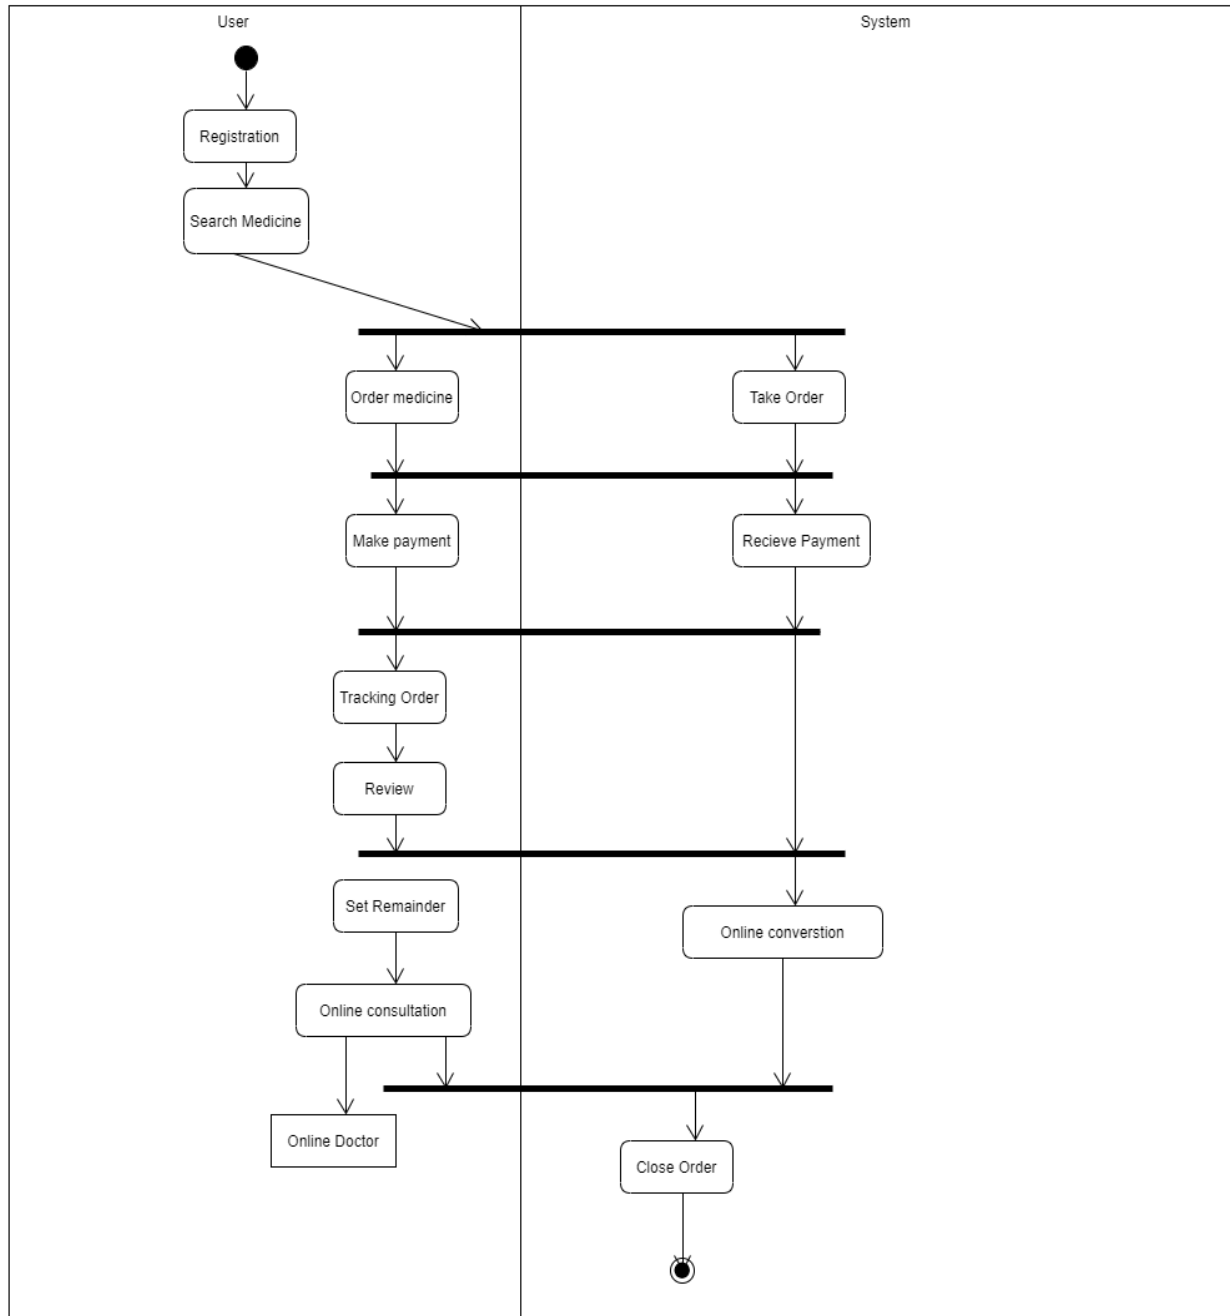 User
System
Registration
Search Medicine
Order medicine
Take Order
Make payment
Recieve Payment
Tracking Order
Review
Set Remainder
Online converstion
Online consultation
Online Doctor
Close Order